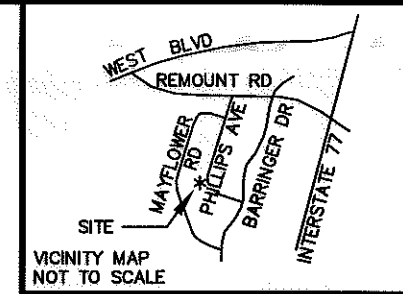 WEST BLVD
REMOUNT RD
MAYFLOWER
RD
PHILLIPS AVE
BARRINGER DR.
INTERSTATE 77
SITE
VICINITY MAP
NOT TO SCALE